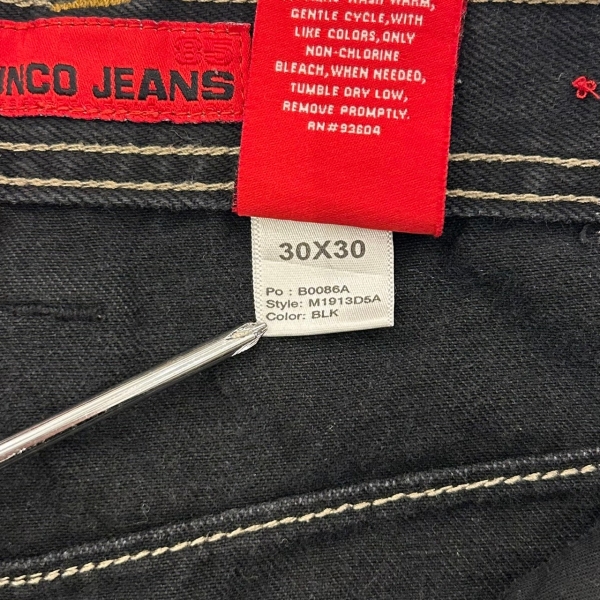 85
JNCO JEANS
GENTLE CYCLE, WITH
LIKE COLORS, ONLY
NON-CHLORINE
BLEACH, WHEN NEEDED,
TUMBLE DRY LOW,
REMOVE PROMPTLY.
RN#93604
30X30
Po : B0086A
Style: M1913D5A
Color: BLK